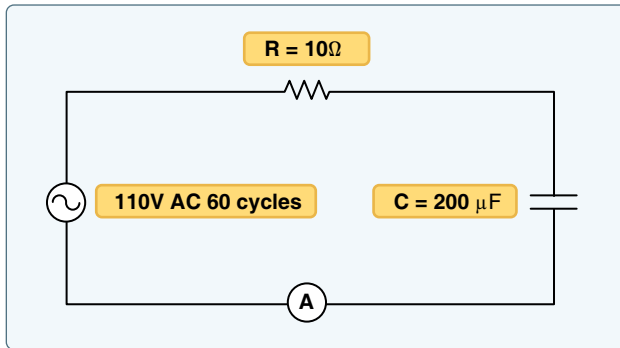 R = 10Ω
110V AC 60 cycles
C = 200 μF
A